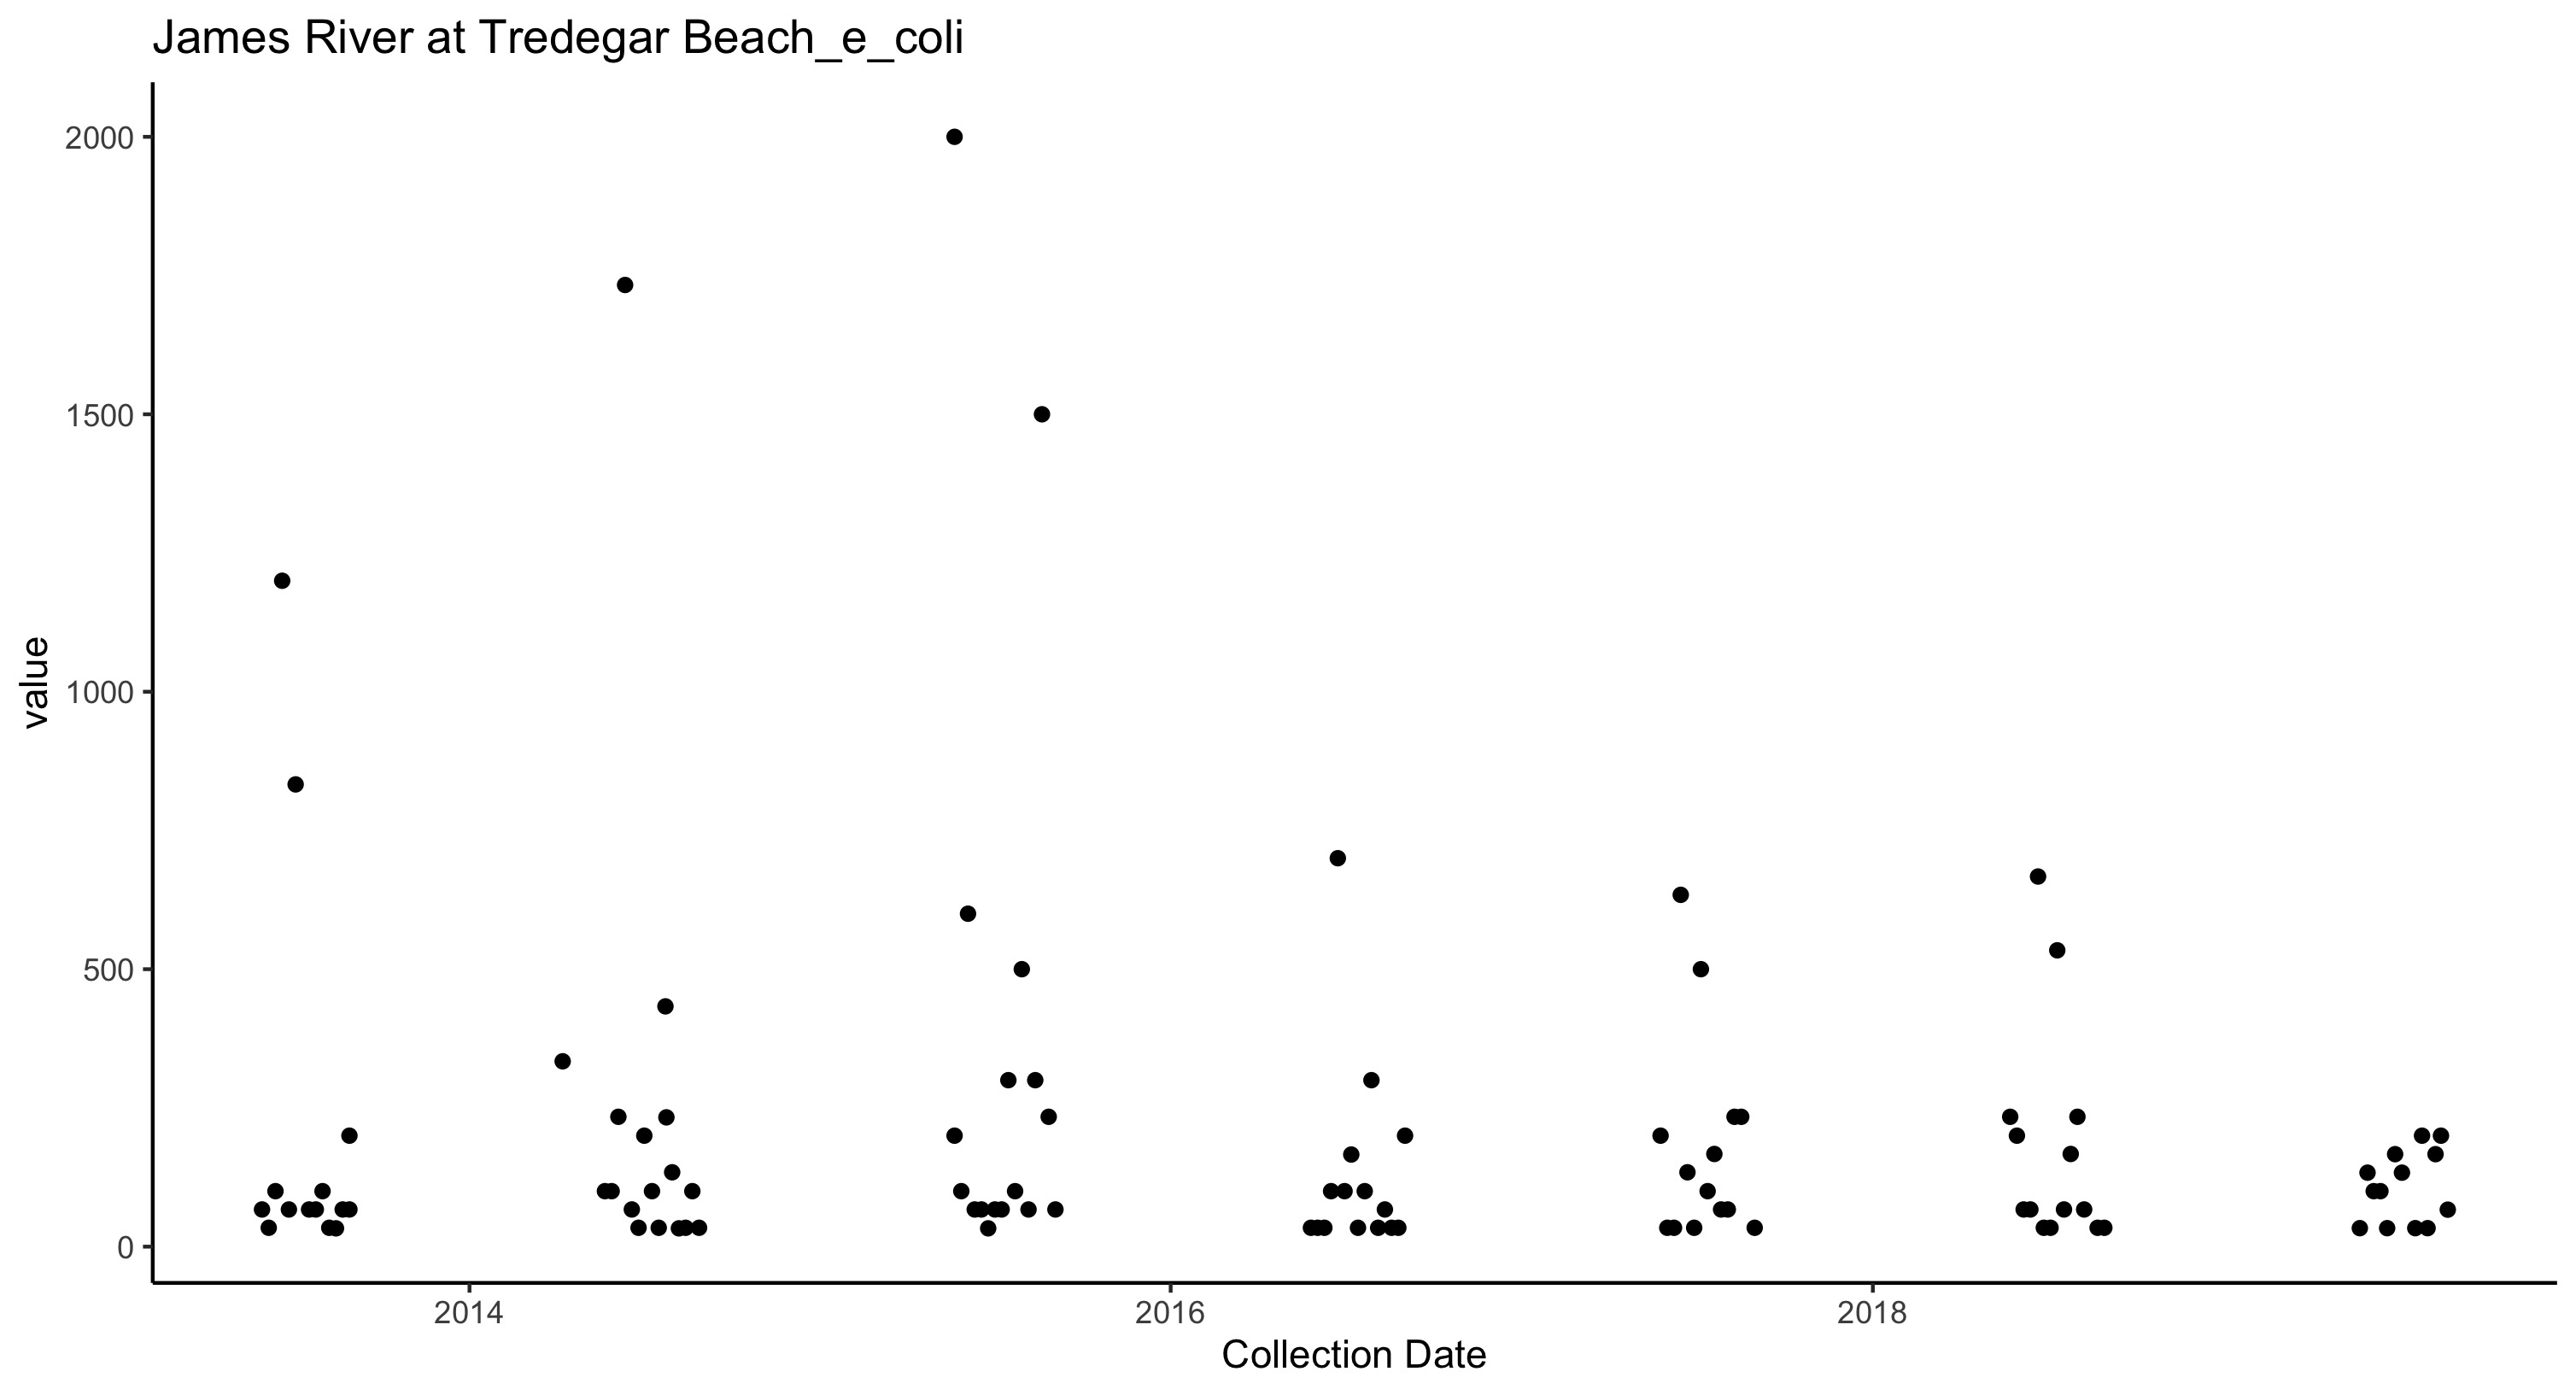 James River at Tredegar Beach_e_coli
2000
1500
1000
500
0
value
2014
2016
2018
Collection Date